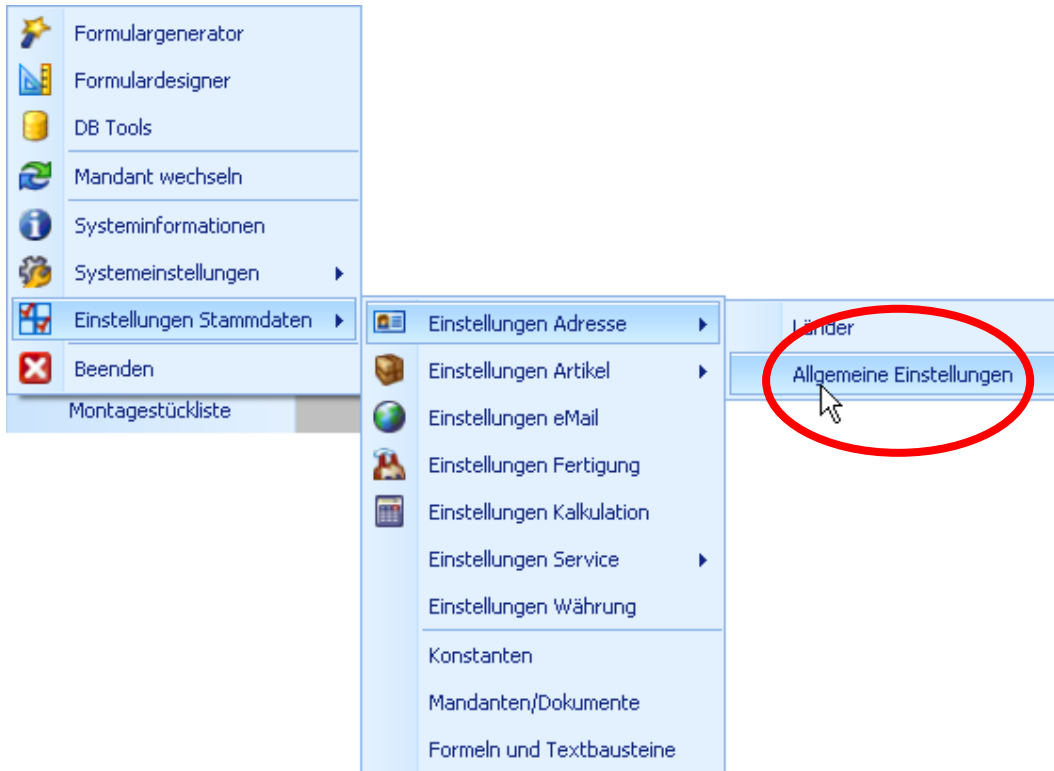 Formulargenerator
Formulardesigner
DB Tools
Mandant wechseln
Systeminformationen
Systemeinstellungen
Einstellungen Stammdaten
Beenden
Montagestückliste
Einstellungen Adresse
Einstellungen Artikel
Einstellungen eMail
Einstellungen Fertigung
Einstellungen Kalkulation
Einstellungen Service
Einstellungen Währung
Konstanten
Mandanten/Dokumente
Formeln und Textbausteine
Länder
Allgemeine Einstellungen